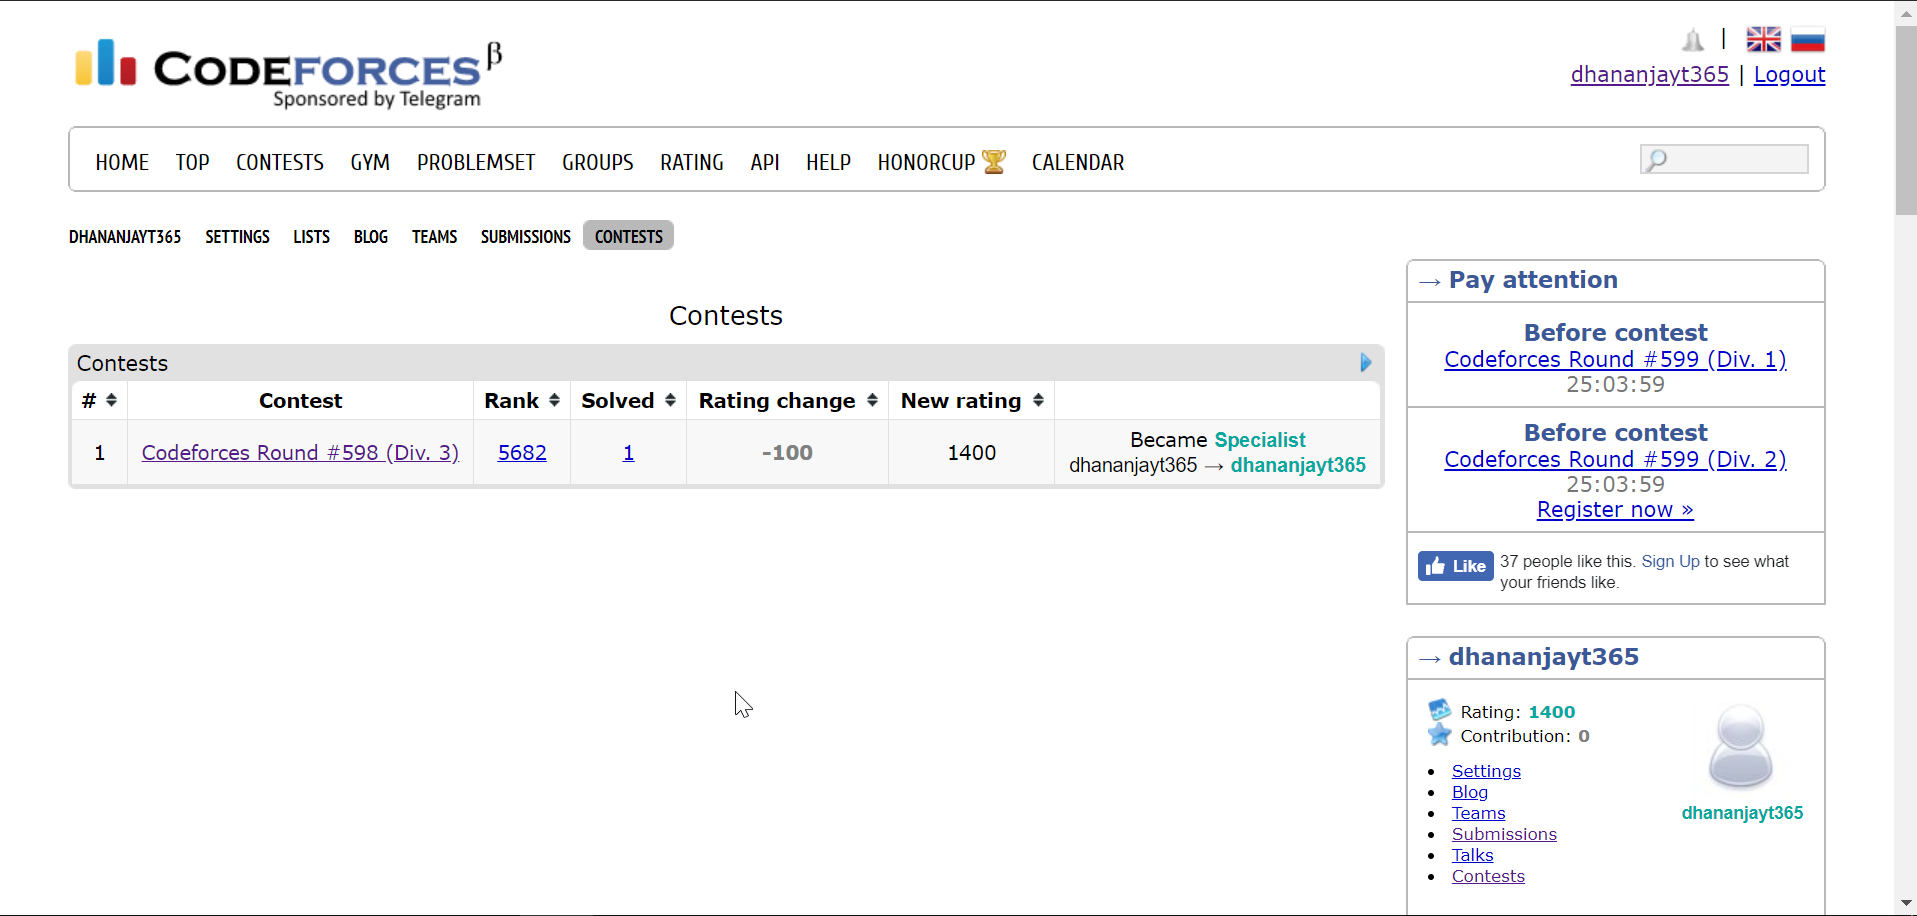 CODEFORCES β
Sponsored by Telegram
|
dhananjayt365 | Logout
HOME TOP CONTESTS GYM PROBLEMSET GROUPS RATING API HELP HONORCUP CALENDAR
DHANANJAYT365 SETTINGS LISTS BLOG TEAMS SUBMISSIONS CONTESTS
Contests
Contests
# Contest Rank Solved Rating change New rating
1 Codeforces Round #598 (Div. 3) 5682 1 -100 1400 Became Specialist
dhananjayt365 → dhananjayt365
→ Pay attention
Before contest
Codeforces Round #599 (Div. 1)
25:03:59
Before contest
Codeforces Round #599 (Div. 2)
25:03:59
Register now »
Like 37 people like this. Sign Up to see what
your friends like.
→ dhananjayt365
Rating: 1400
Contribution: 0
• Settings
• Blog
• Teams
• Submissions
• Talks
• Contests
dhananjayt365